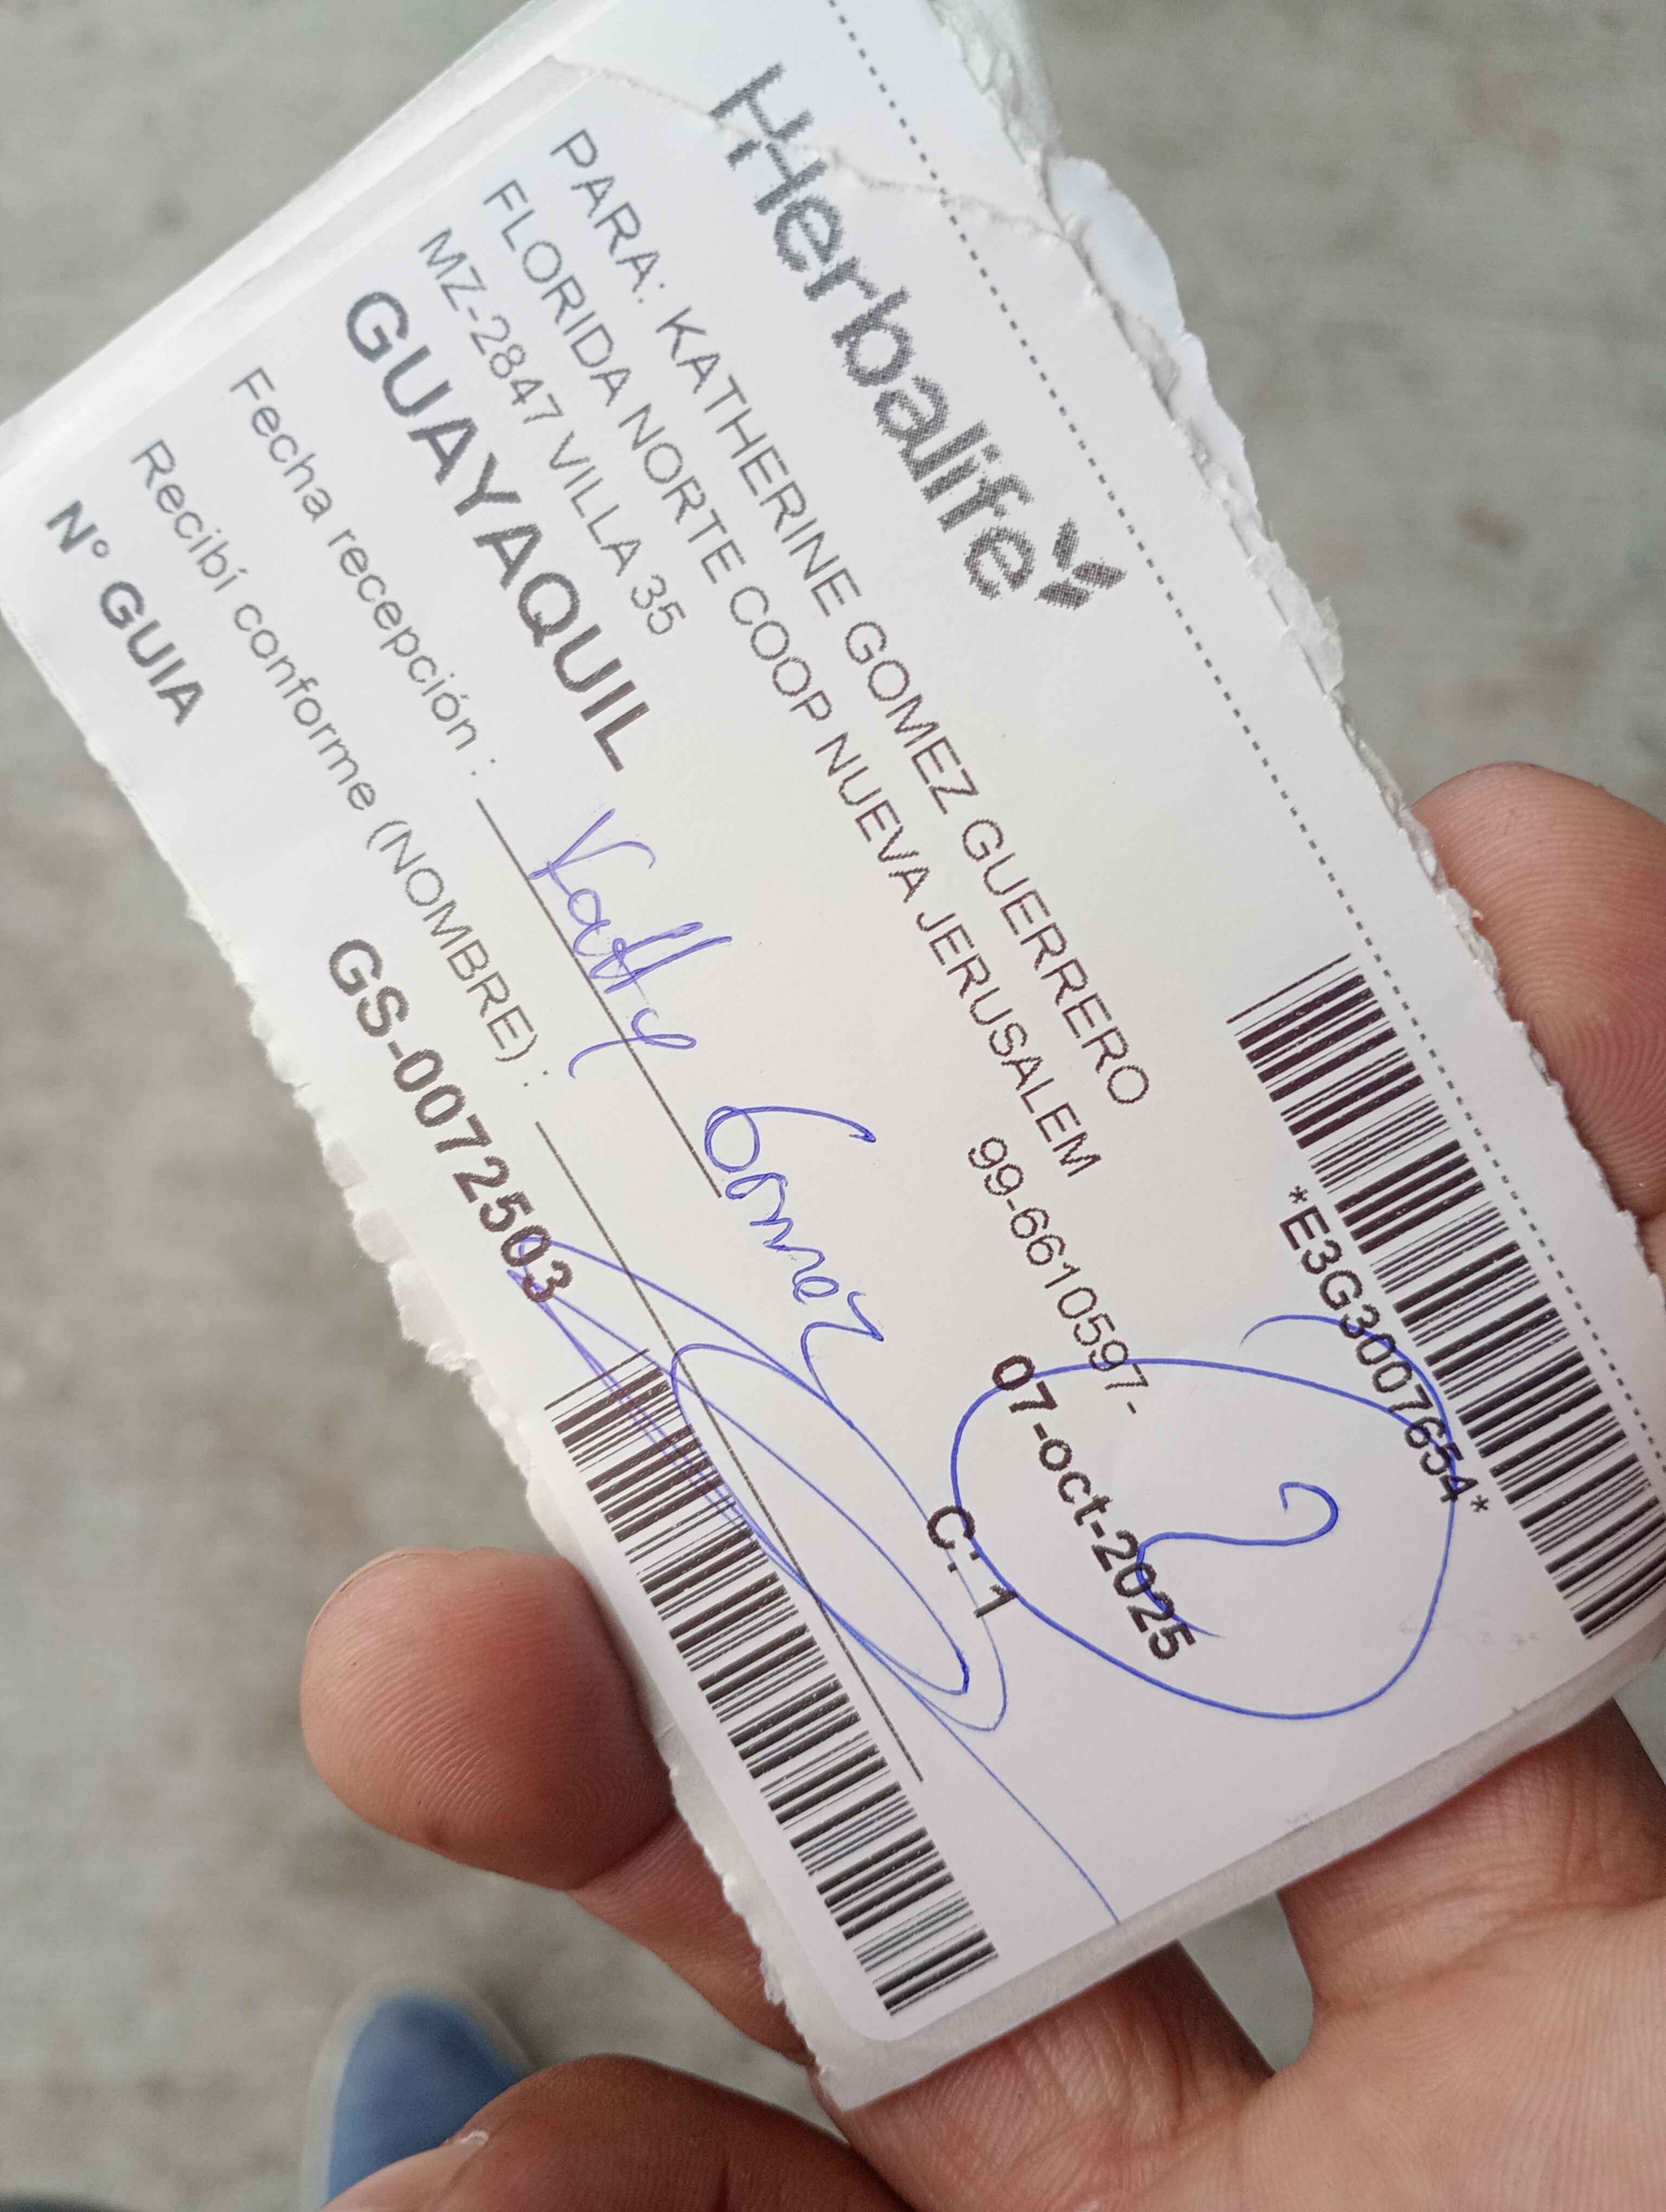 Herbalife
*E3G3007654*
PARA: KATHERINE GOMEZ GUERRERO
FLORIDA NORTE COOP NUEVA JERUSALEM
MZ-2847 VILLA 35
99-6610597-
GUAYAQUIL
07-oct-2025
2
C: 1
Fecha recepción : Katty Gomez
Recibí conforme (NOMBRE) :
N° GUIA GS-0072503